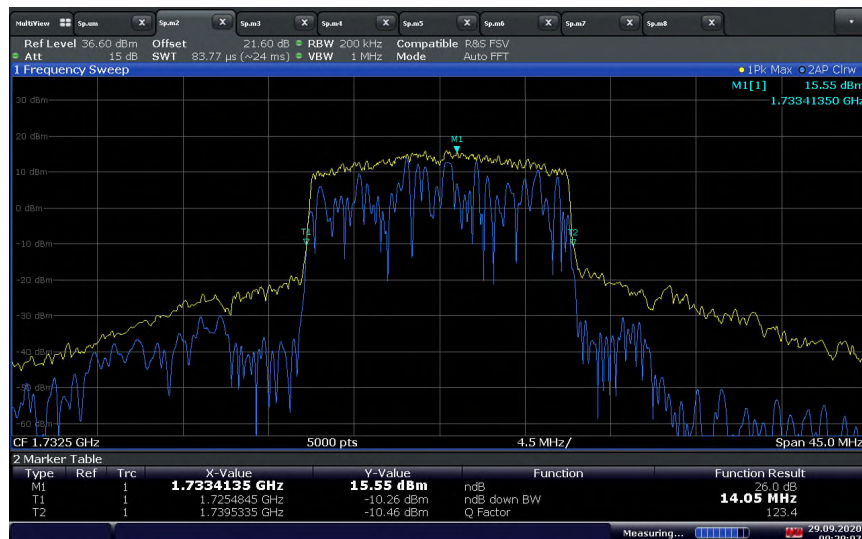 MultiView Sp.um X Sp.m2 X Sp.m3 X Sp.m4 X Sp.m5 X Sp.m6 X Sp.m7 X Sp.m8 X
Ref Level 36.60 dBm Offset 21.60 dB RBW 200 kHz Compatible R&S FSV
Att 15 dB SWT 83.77 µs (~24 ms) VBW 1 MHz Mode Auto FFT
1 Frequency Sweep 1Pk Max 2AP Clrw
M1[1] 15.55 dBm
1.73341350 GHz
30 dBm
20 dBm
M1
10 dBm
0 dBm
T1 T2
-10 dBm
-20 dBm
-30 dBm
-40 dBm
-50 dBm
-60 dBm
CF 1.7325 GHz 5000 pts 4.5 MHz/ Span 45.0 MHz
2 Marker Table
Type Ref Trc X-Value Y-Value Function Function Result
M1 1 1.7334135 GHz 15.55 dBm ndB 26.0 dB
T1 1 1.7254845 GHz -10.26 dBm ndB down BW 14.05 MHz
T2 1 1.7395335 GHz -10.46 dBm Q Factor 123.4
Measuring... 29.09.2020